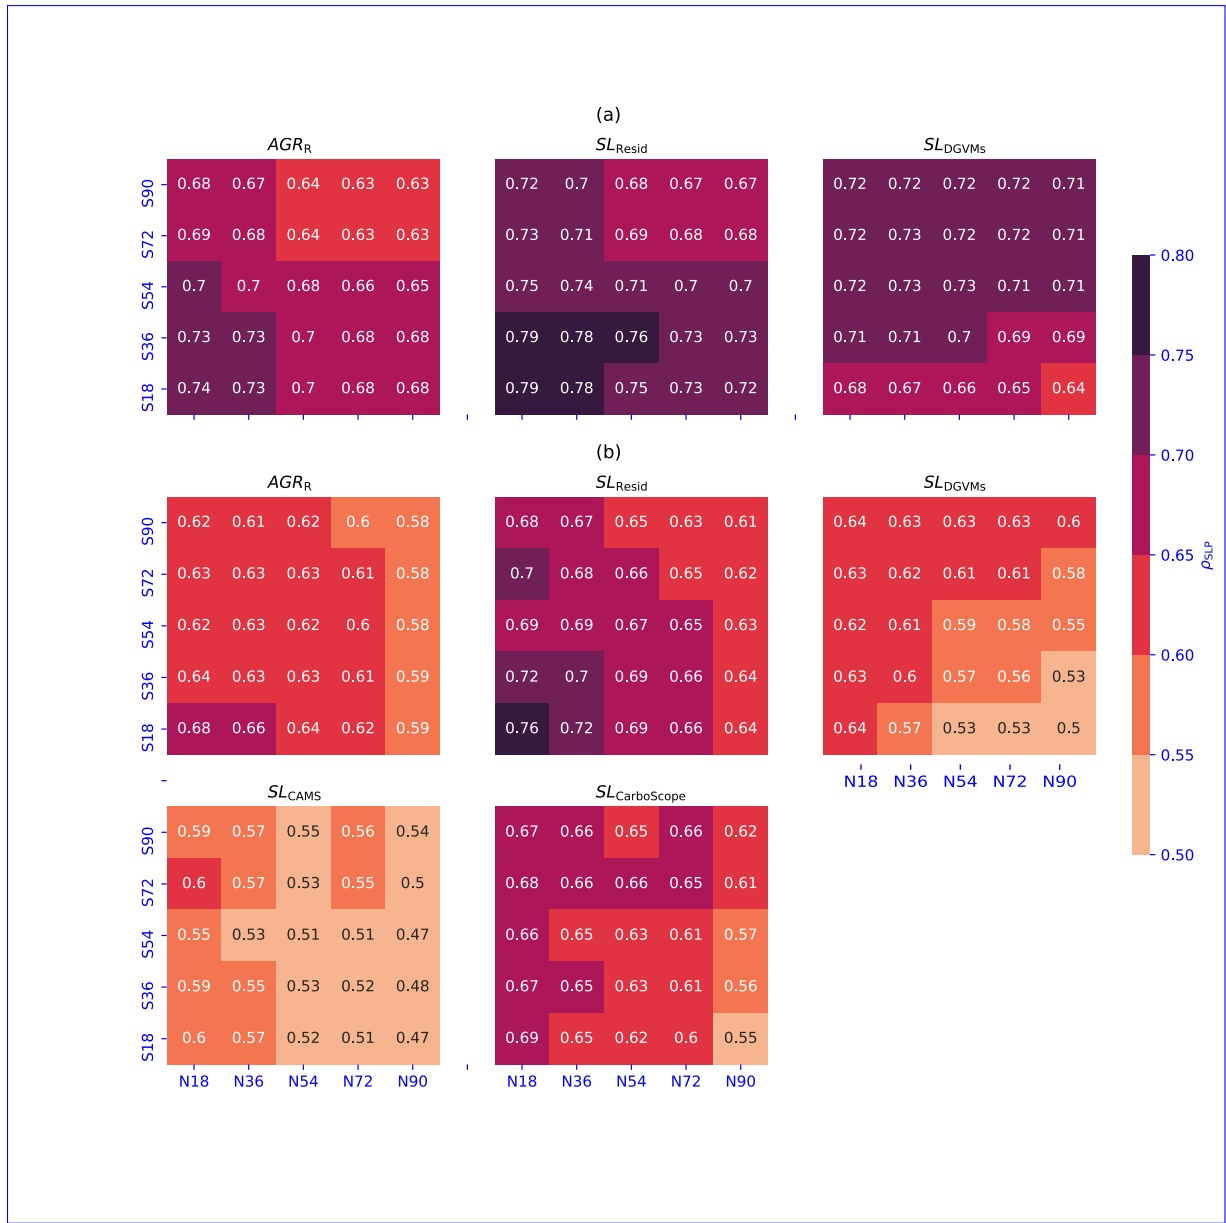 (a)
AGR_R SL_Resid SL_DGVMs
S90 0.68 0.67 0.64 0.63 0.63 0.72 0.7 0.68 0.67 0.67 0.72 0.72 0.72 0.72 0.71
S72 0.69 0.68 0.64 0.63 0.63 0.73 0.71 0.69 0.68 0.68 0.72 0.73 0.72 0.72 0.71
S54 0.7 0.7 0.68 0.66 0.65 0.75 0.74 0.71 0.7 0.7 0.72 0.73 0.73 0.71 0.71
S36 0.73 0.73 0.7 0.68 0.68 0.79 0.78 0.76 0.73 0.73 0.71 0.71 0.7 0.69 0.69
S18 0.74 0.73 0.7 0.68 0.68 0.79 0.78 0.75 0.73 0.72 0.68 0.67 0.66 0.65 0.64
(b)
AGR_R SL_Resid SL_DGVMs
S90 0.62 0.61 0.62 0.6 0.58 0.68 0.67 0.65 0.63 0.61 0.64 0.63 0.63 0.63 0.6
S72 0.63 0.63 0.63 0.61 0.58 0.7 0.68 0.66 0.65 0.62 0.63 0.62 0.61 0.61 0.58
S54 0.62 0.63 0.62 0.6 0.58 0.69 0.69 0.67 0.65 0.63 0.62 0.61 0.59 0.58 0.55
S36 0.64 0.63 0.63 0.61 0.59 0.72 0.7 0.69 0.66 0.64 0.63 0.6 0.57 0.56 0.53
S18 0.68 0.66 0.64 0.62 0.59 0.76 0.72 0.69 0.66 0.64 0.64 0.57 0.53 0.53 0.5
N18 N36 N54 N72 N90
SL_CAMS SL_CarboScope
S90 0.59 0.57 0.55 0.56 0.54 0.67 0.66 0.65 0.66 0.62
S72 0.6 0.57 0.53 0.55 0.5 0.68 0.66 0.66 0.65 0.61
S54 0.55 0.53 0.51 0.51 0.47 0.66 0.65 0.63 0.61 0.57
S36 0.59 0.55 0.53 0.52 0.48 0.67 0.65 0.63 0.61 0.56
S18 0.6 0.57 0.52 0.51 0.47 0.69 0.65 0.62 0.6 0.55
N18 N36 N54 N72 N90 N18 N36 N54 N72 N90
0.80
0.75
0.70
0.65
0.60
0.55
0.50
ρ_SLP